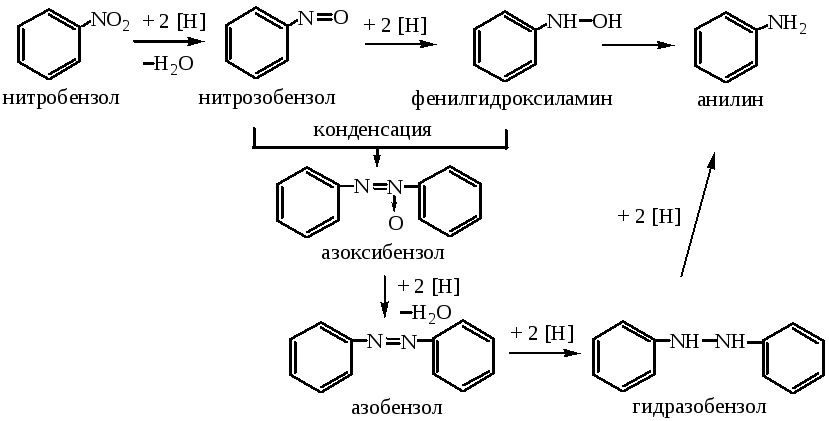 NO₂ + 2 [H] N=O + 2 [H] NH—OH NH₂
–H₂O
нитробензол нитрозобензол фенилгидроксиламин анилин
конденсация
N=N
O
+ 2 [H]
азоксибензол
+ 2 [H]
–H₂O
N=N + 2 [H] NH—NH
азобензол гидразобензол